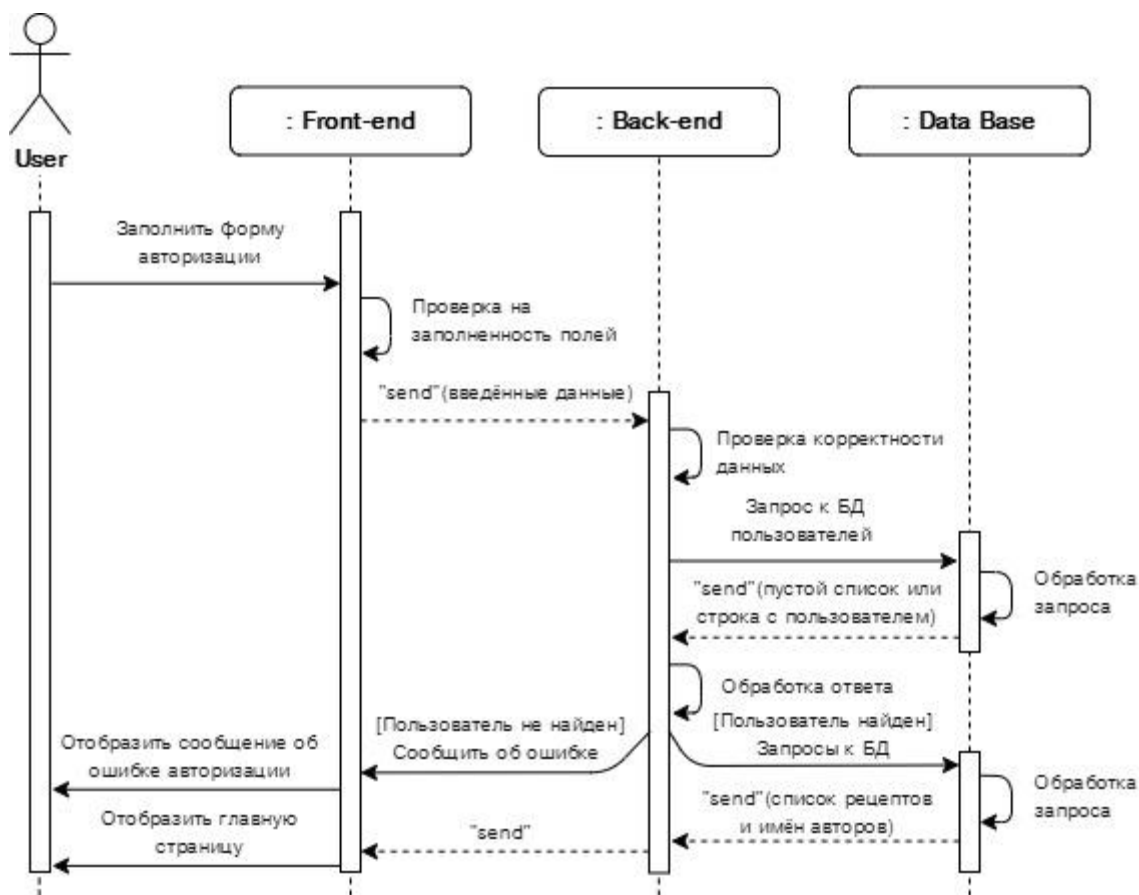 User
: Front-end
: Back-end
: Data Base
Заполнить форму
авторизации
Проверка на
заполненность полей
"send"(введённые данные)
Проверка корректности
данных
Запрос к БД
пользователей
Обработка
запроса
"send"(пустой список или
строка с пользователем)
Обработка ответа
[Пользователь не найден]
Сообщить об ошибке
[Пользователь найден]
Запросы к БД
Отобразить сообщение об
ошибке авторизации
Обработка
запроса
"send"(список рецептов
и имён авторов)
"send"
Отобразить главную
страницу